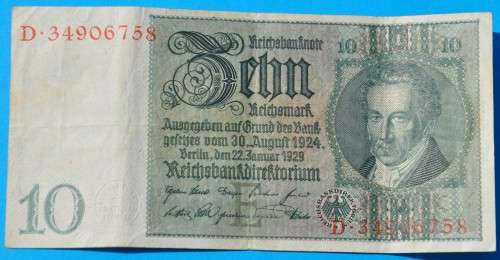 D·34906758
Reichsbanknote
10 10
Zehn
Reichsmark
Ausgegeben auf Grund des Bank-
gesetzes vom 30. August 1924.
Berlin, den 22. Januar 1929
Reichsbankdirektorium
10
E
REICHSBANKDIREKTORIUM
D·34906758